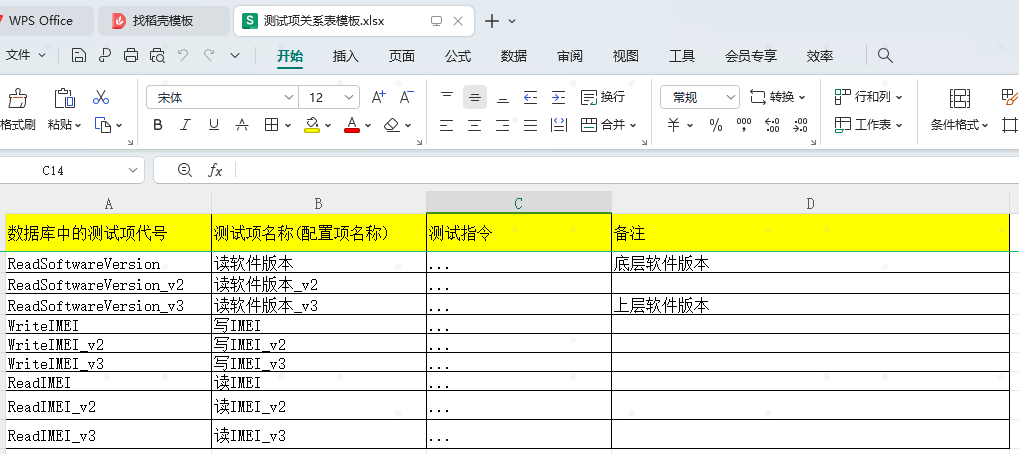 WPS Office 找稻壳模板 S 测试项关系表模板.xlsx
文件 开始 插入 页面 公式 数据 审阅 视图 工具 会员专享 效率
格式刷 粘贴 宋体 12 A+ A- 换行 常规 转换 行和列 条件格式
B I U A A 合并 ¥ % 000 工作表
C14 fx
A B C D
数据库中的测试项代号 测试项名称(配置项名称) 测试指令 备注
ReadSoftwareVersion 读软件版本 ... 底层软件版本
ReadSoftwareVersion_v2 读软件版本_v2 ...
ReadSoftwareVersion_v3 读软件版本_v3 ... 上层软件版本
WriteIMEI 写IMEI ...
WriteIMEI_v2 写IMEI_v2 ...
WriteIMEI_v3 写IMEI_v3 ...
ReadIMEI 读IMEI ...
ReadIMEI_v2 读IMEI_v2 ...
ReadIMEI_v3 读IMEI_v3 ...